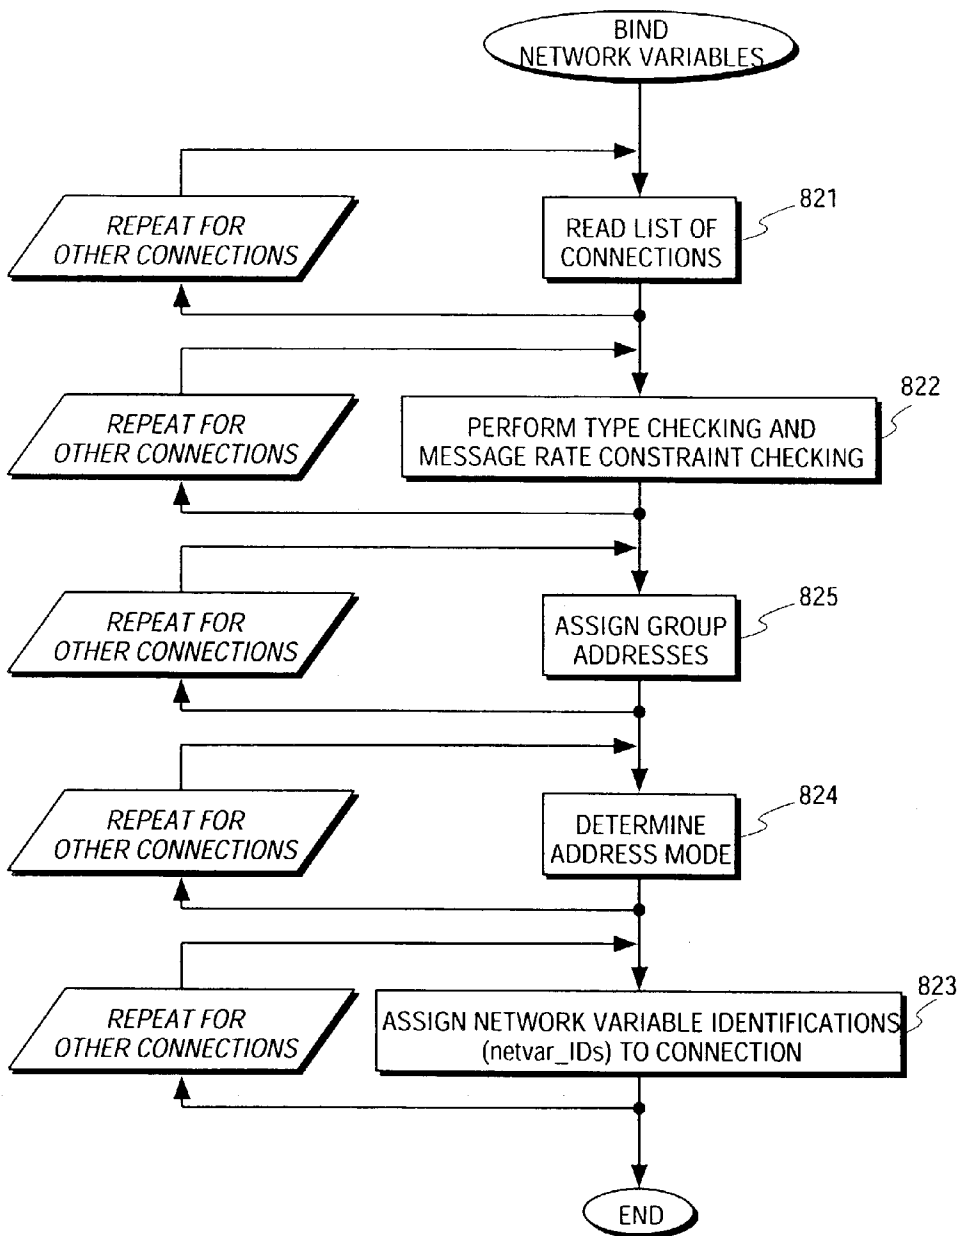 BIND
NETWORK VARIABLES
REPEAT FOR
OTHER CONNECTIONS
READ LIST OF
CONNECTIONS
821
REPEAT FOR
OTHER CONNECTIONS
PERFORM TYPE CHECKING AND
MESSAGE RATE CONSTRAINT CHECKING
822
REPEAT FOR
OTHER CONNECTIONS
ASSIGN GROUP
ADDRESSES
825
REPEAT FOR
OTHER CONNECTIONS
DETERMINE
ADDRESS MODE
824
REPEAT FOR
OTHER CONNECTIONS
ASSIGN NETWORK VARIABLE IDENTIFICATIONS
(netvar_IDs) TO CONNECTION
823
END